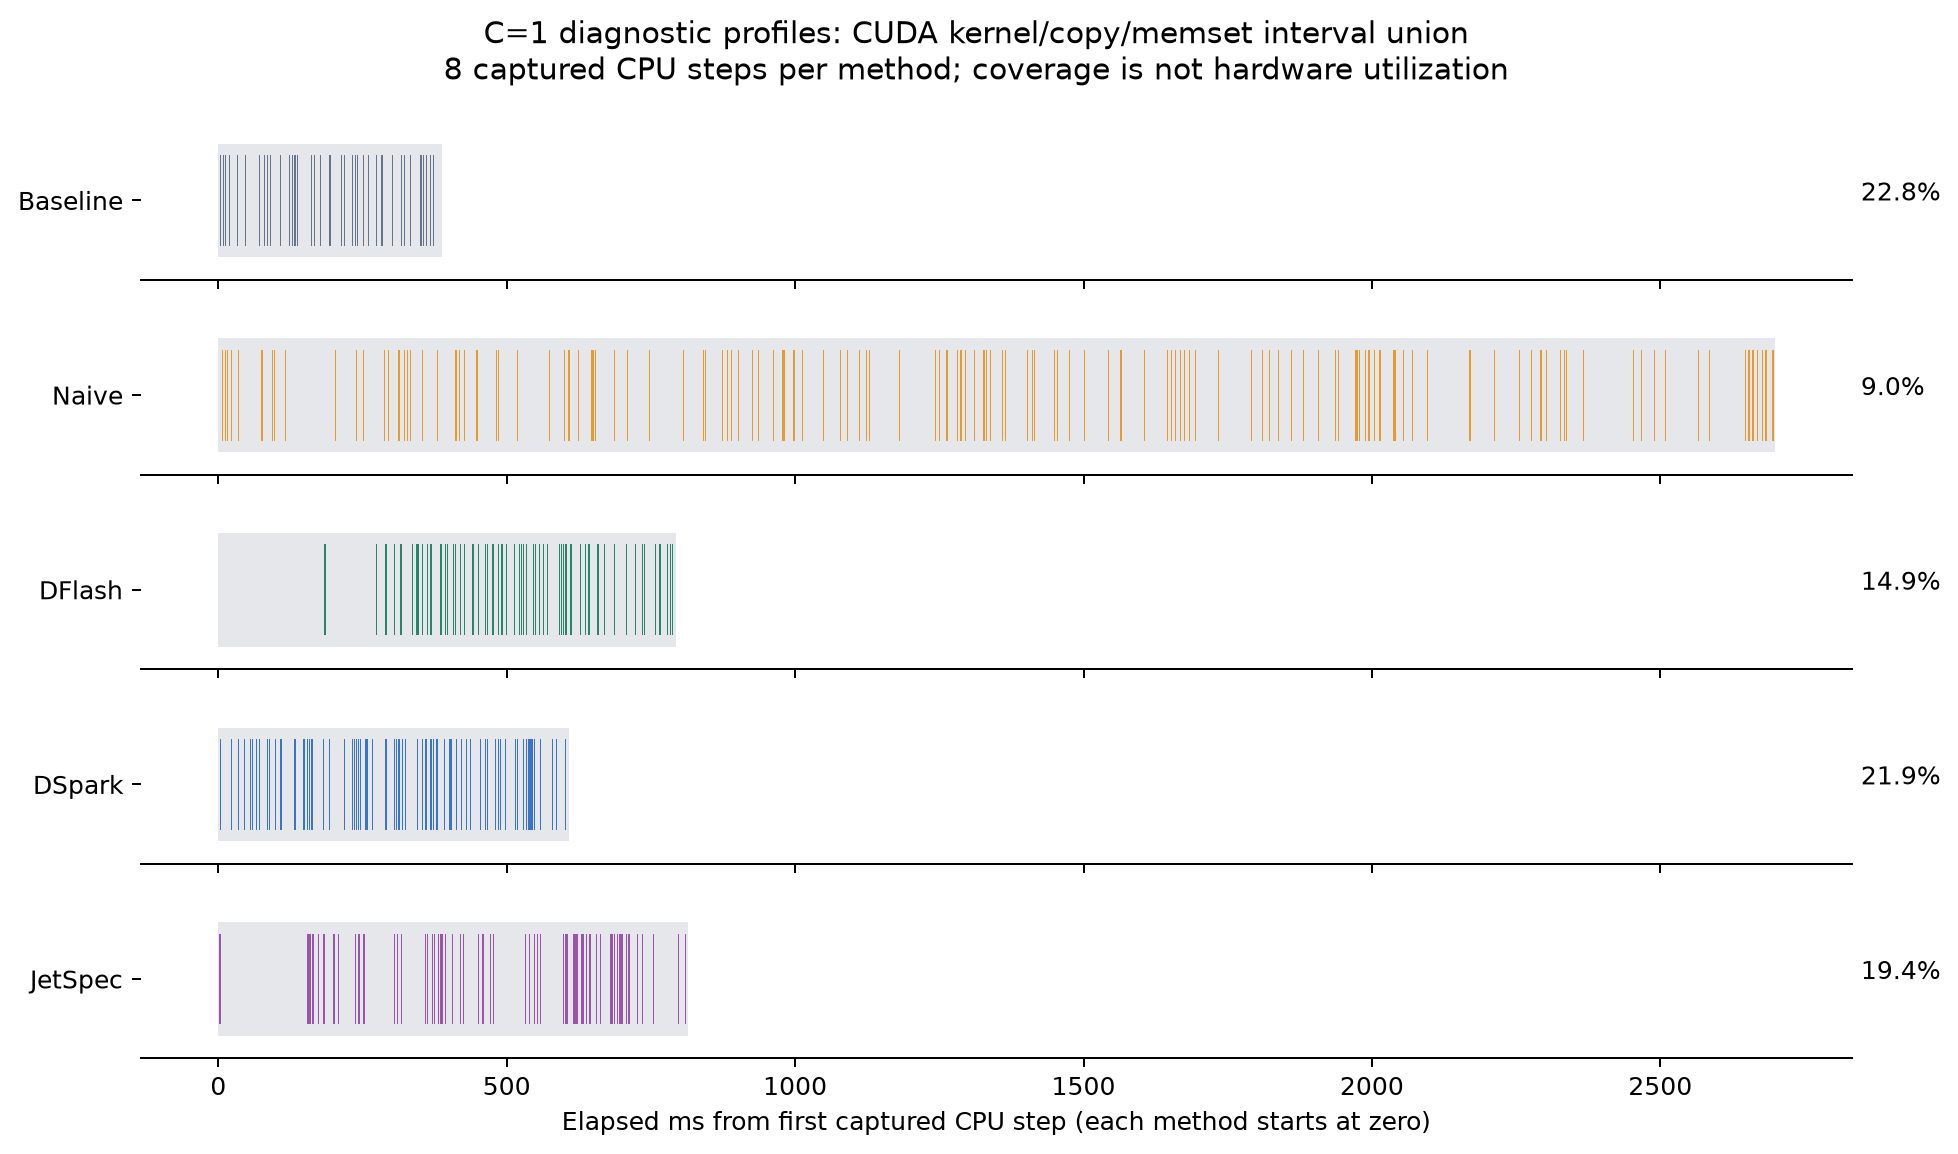 C=1 diagnostic profiles: CUDA kernel/copy/memset interval union
8 captured CPU steps per method; coverage is not hardware utilization
Baseline
22.8%
Naive
9.0%
DFlash
14.9%
DSpark
21.9%
JetSpec
19.4%
0 500 1000 1500 2000 2500
Elapsed ms from first captured CPU step (each method starts at zero)